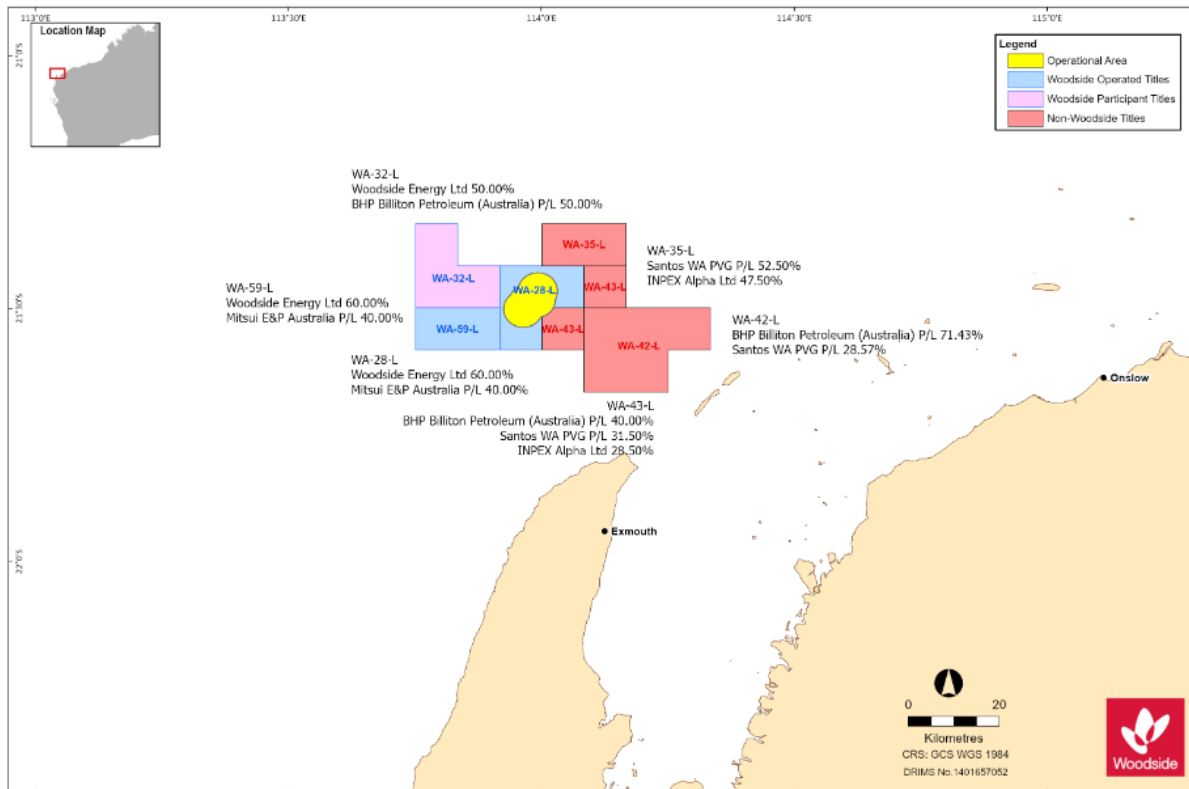 113°0'E
113°30'E
114°0'E
114°30'E
115°0'E
Location Map
21°0'S
21°30'S
22°0'S
Legend
Operational Area
Woodside Operated Titles
Woodside Participant Titles
Non-Woodside Titles
WA-32-L
Woodside Energy Ltd 50.00%
BHP Billiton Petroleum (Australia) P/L 50.00%
WA-35-L
WA-35-L
Santos WA PVG P/L 52.50%
INPEX Alpha Ltd 47.50%
WA-32-L
WA-28-L
WA-43-L
WA-59-L
Woodside Energy Ltd 60.00%
Mitsui E&P Australia P/L 40.00%
WA-59-L
WA-43-L
WA-42-L
WA-42-L
BHP Billiton Petroleum (Australia) P/L 71.43%
Santos WA PVG P/L 28.57%
WA-28-L
Woodside Energy Ltd 60.00%
Mitsui E&P Australia P/L 40.00%
WA-43-L
BHP Billiton Petroleum (Australia) P/L 40.00%
Santos WA PVG P/L 31.50%
INPEX Alpha Ltd 28.50%
Onslow
Exmouth
0 20
Kilometres
CRS: GCS WGS 1984
DRIMS No.1401657052
Woodside